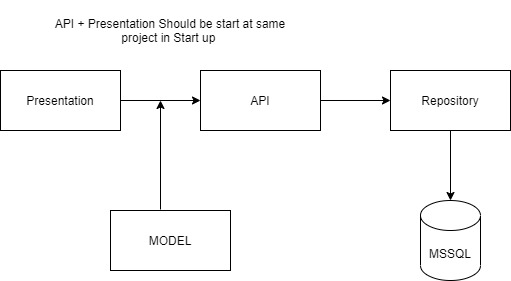 API + Presentation Should be start at same
project in Start up
Presentation
API
Repository
MODEL
MSSQL